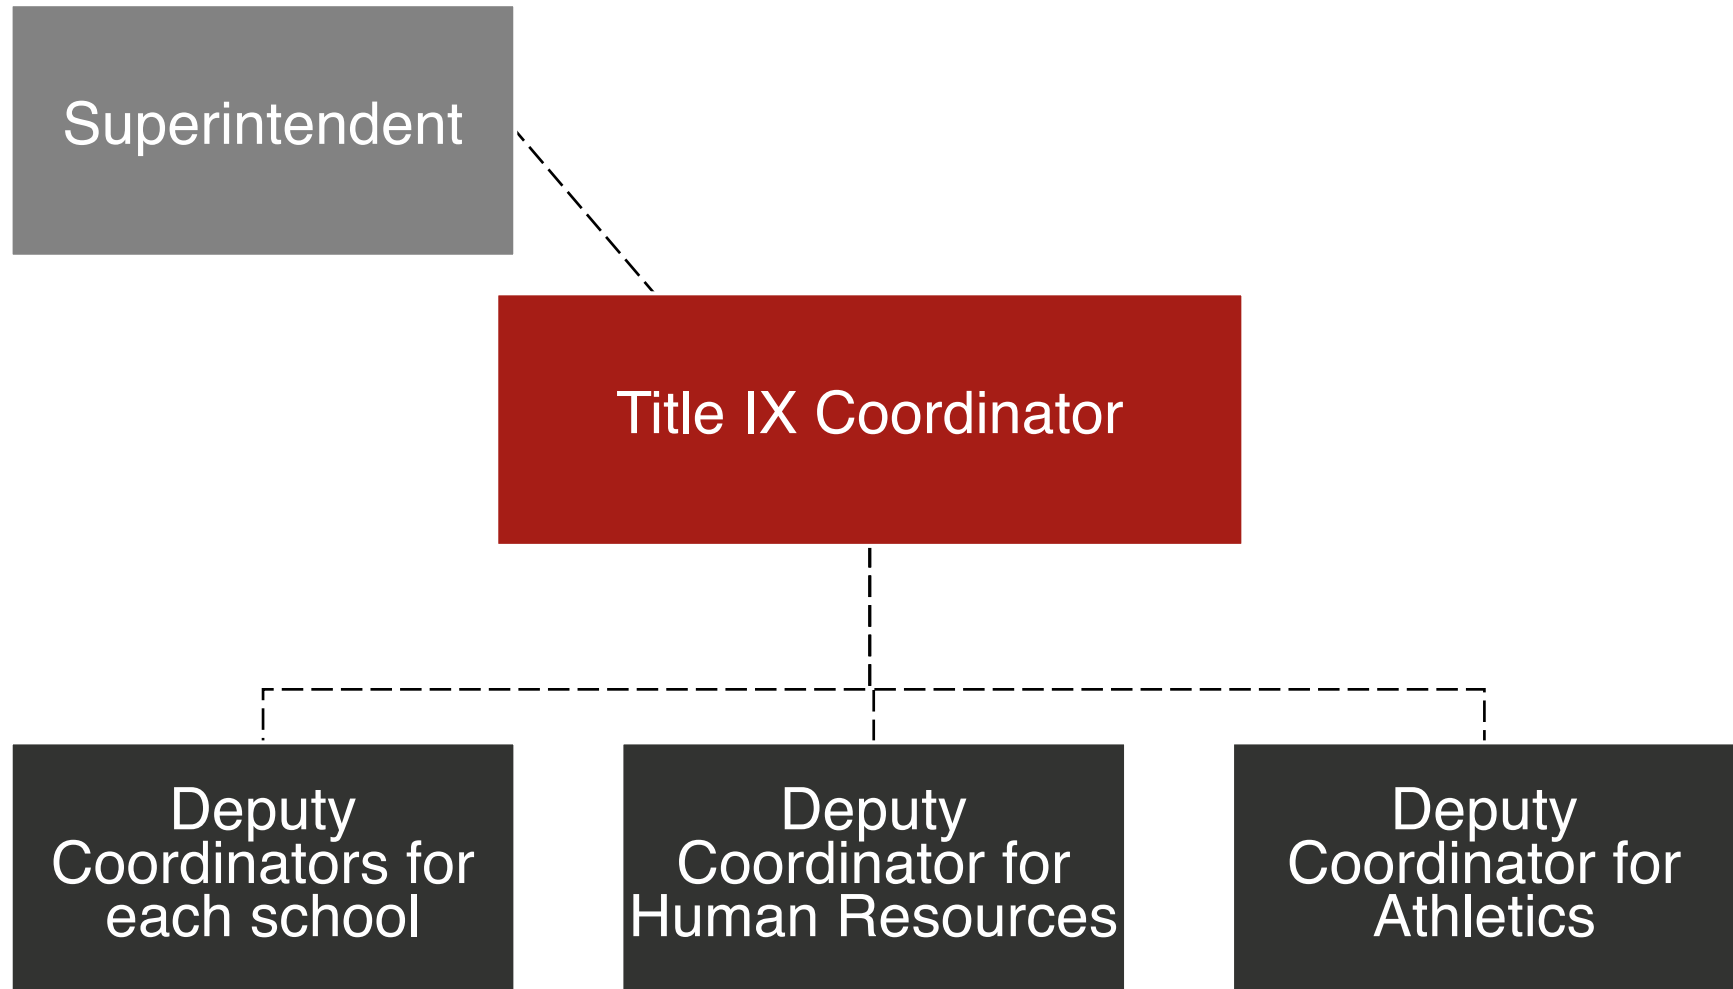 Superintendent
Title IX Coordinator
Deputy
Coordinators for
each school
Deputy
Coordinator for
Human Resources
Deputy
Coordinator for
Athletics